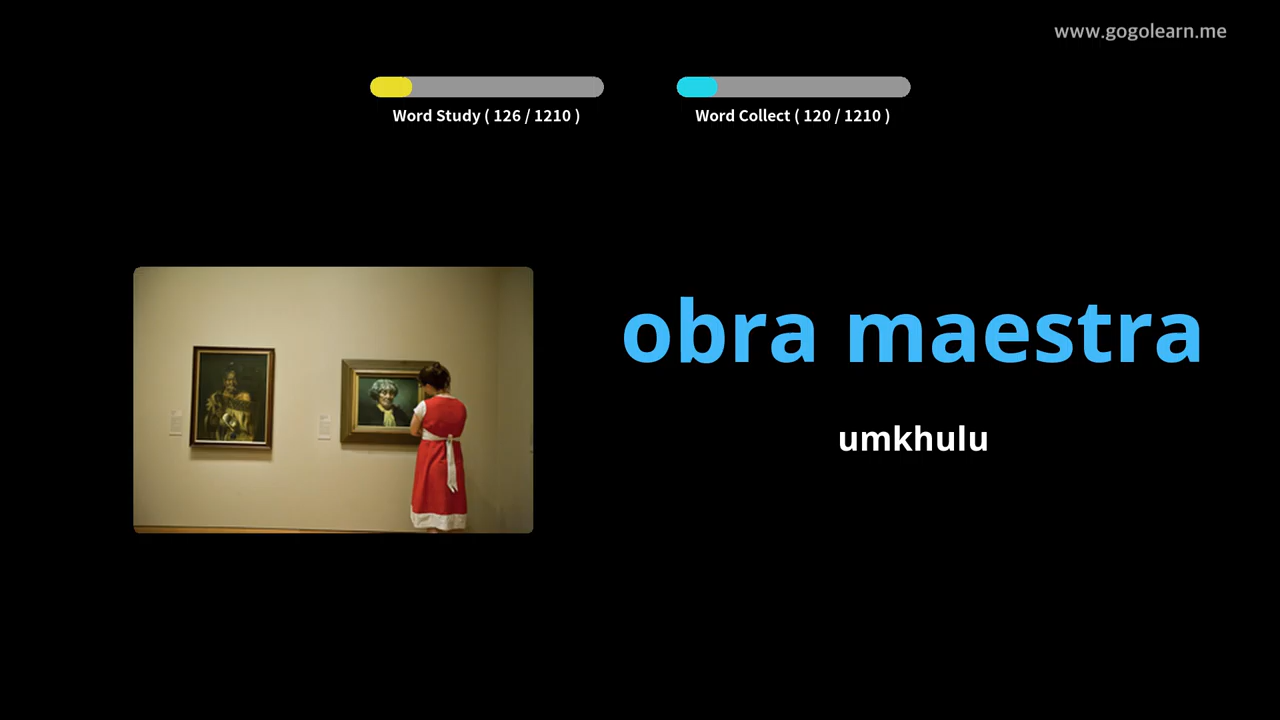 www.gogolearn.me
Word Study ( 126 / 1210 )
Word Collect ( 120 / 1210 )
obra maestra
umkhulu